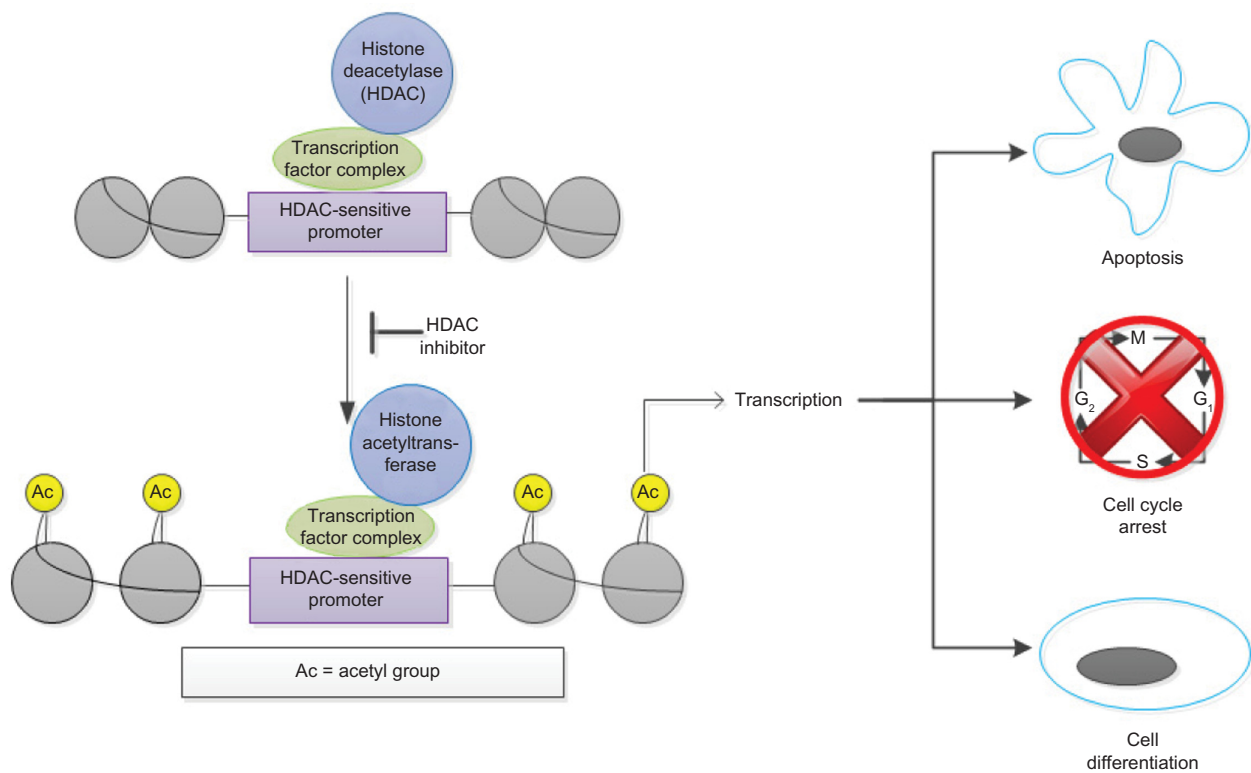 Histone
deacetylase
(HDAC)
Transcription
factor complex
HDAC-sensitive
promoter
HDAC
inhibitor
Histone
acetyltrans-
ferase
Ac
Ac
Ac
Ac
Transcription
factor complex
HDAC-sensitive
promoter
Ac = acetyl group
Transcription
Apoptosis
M
G2
G1
S
Cell cycle
arrest
Cell
differentiation